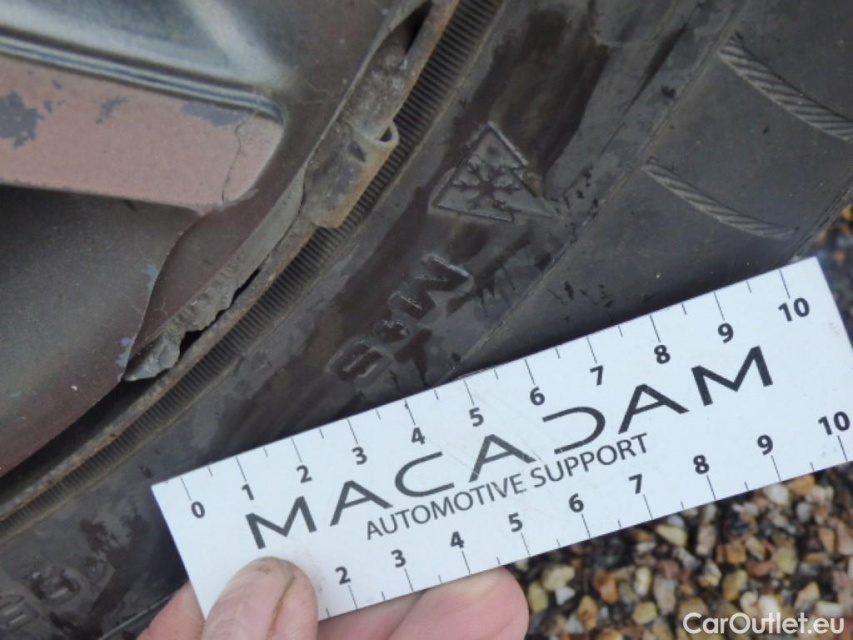 M&S
0 1 2 3 4 5 6 7 8 9 10
MACADAM
AUTOMOTIVE SUPPORT
2 3 4 5 6 7 8 9 10
CarOutlet.eu